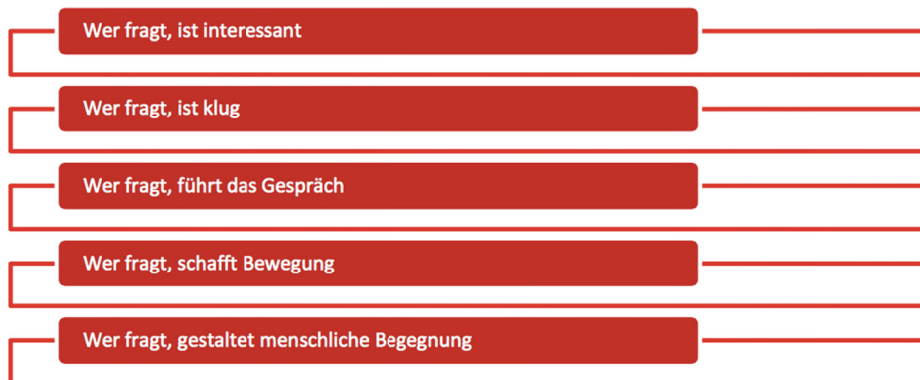 Wer fragt, ist interessant
Wer fragt, ist klug
Wer fragt, führt das Gespräch
Wer fragt, schafft Bewegung
Wer fragt, gestaltet menschliche Begegnung